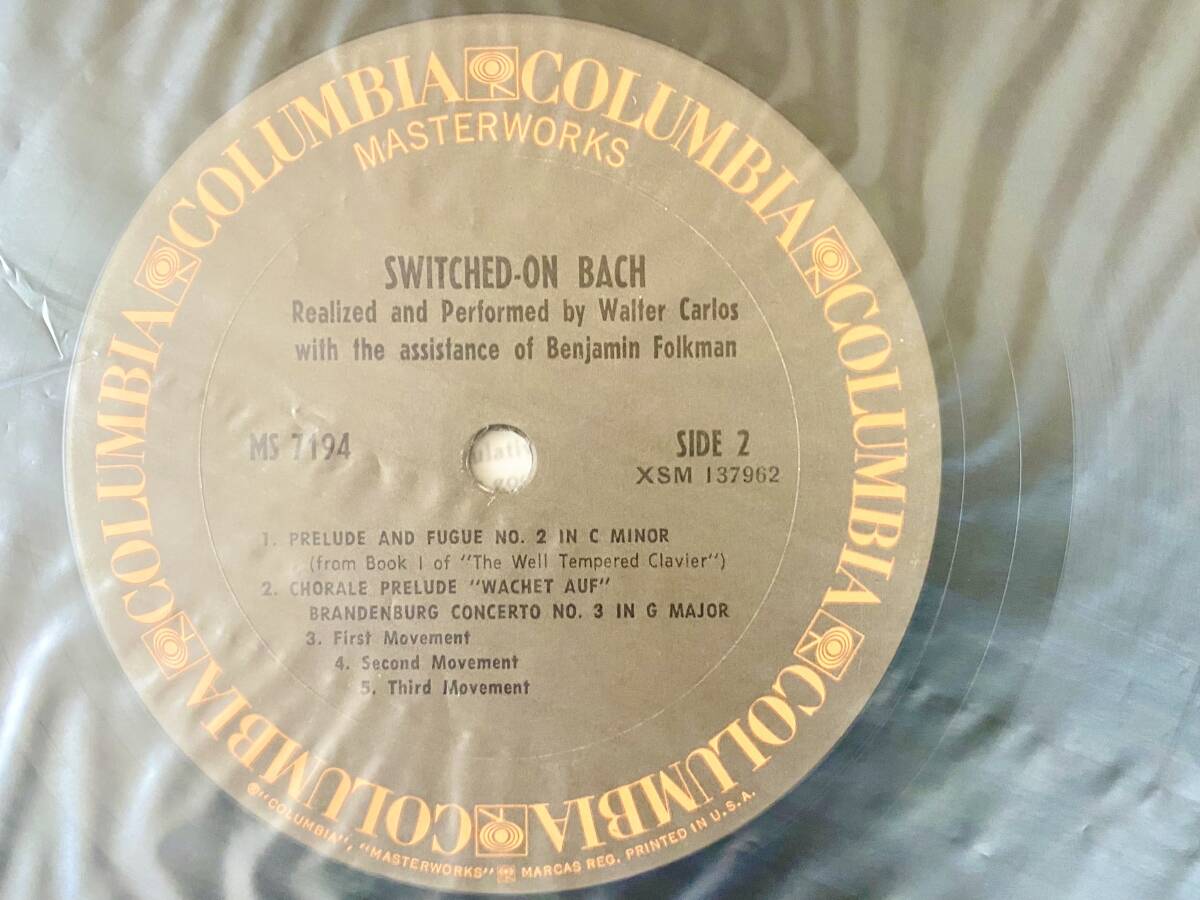 COLUMBIA COLUMBIA COLUMBIA COLUMBIA COLUMBIA COLUMBIA COLUMBIA COLUMBIA
MASTERWORKS
SWITCHED-ON BACH
Realized and Performed by Walter Carlos
with the assistance of Benjamin Folkman
MS 7194
SIDE 2
XSM 137962
1. PRELUDE AND FUGUE NO. 2 IN C MINOR
(from Book I of "The Well Tempered Clavier")
2. CHORALE PRELUDE "WACHET AUF"
BRANDENBURG CONCERTO NO. 3 IN G MAJOR
3. First Movement
4. Second Movement
5. Third Movement
℗"COLUMBIA", "MASTERWORKS" MARCAS REG. PRINTED IN U.S.A.